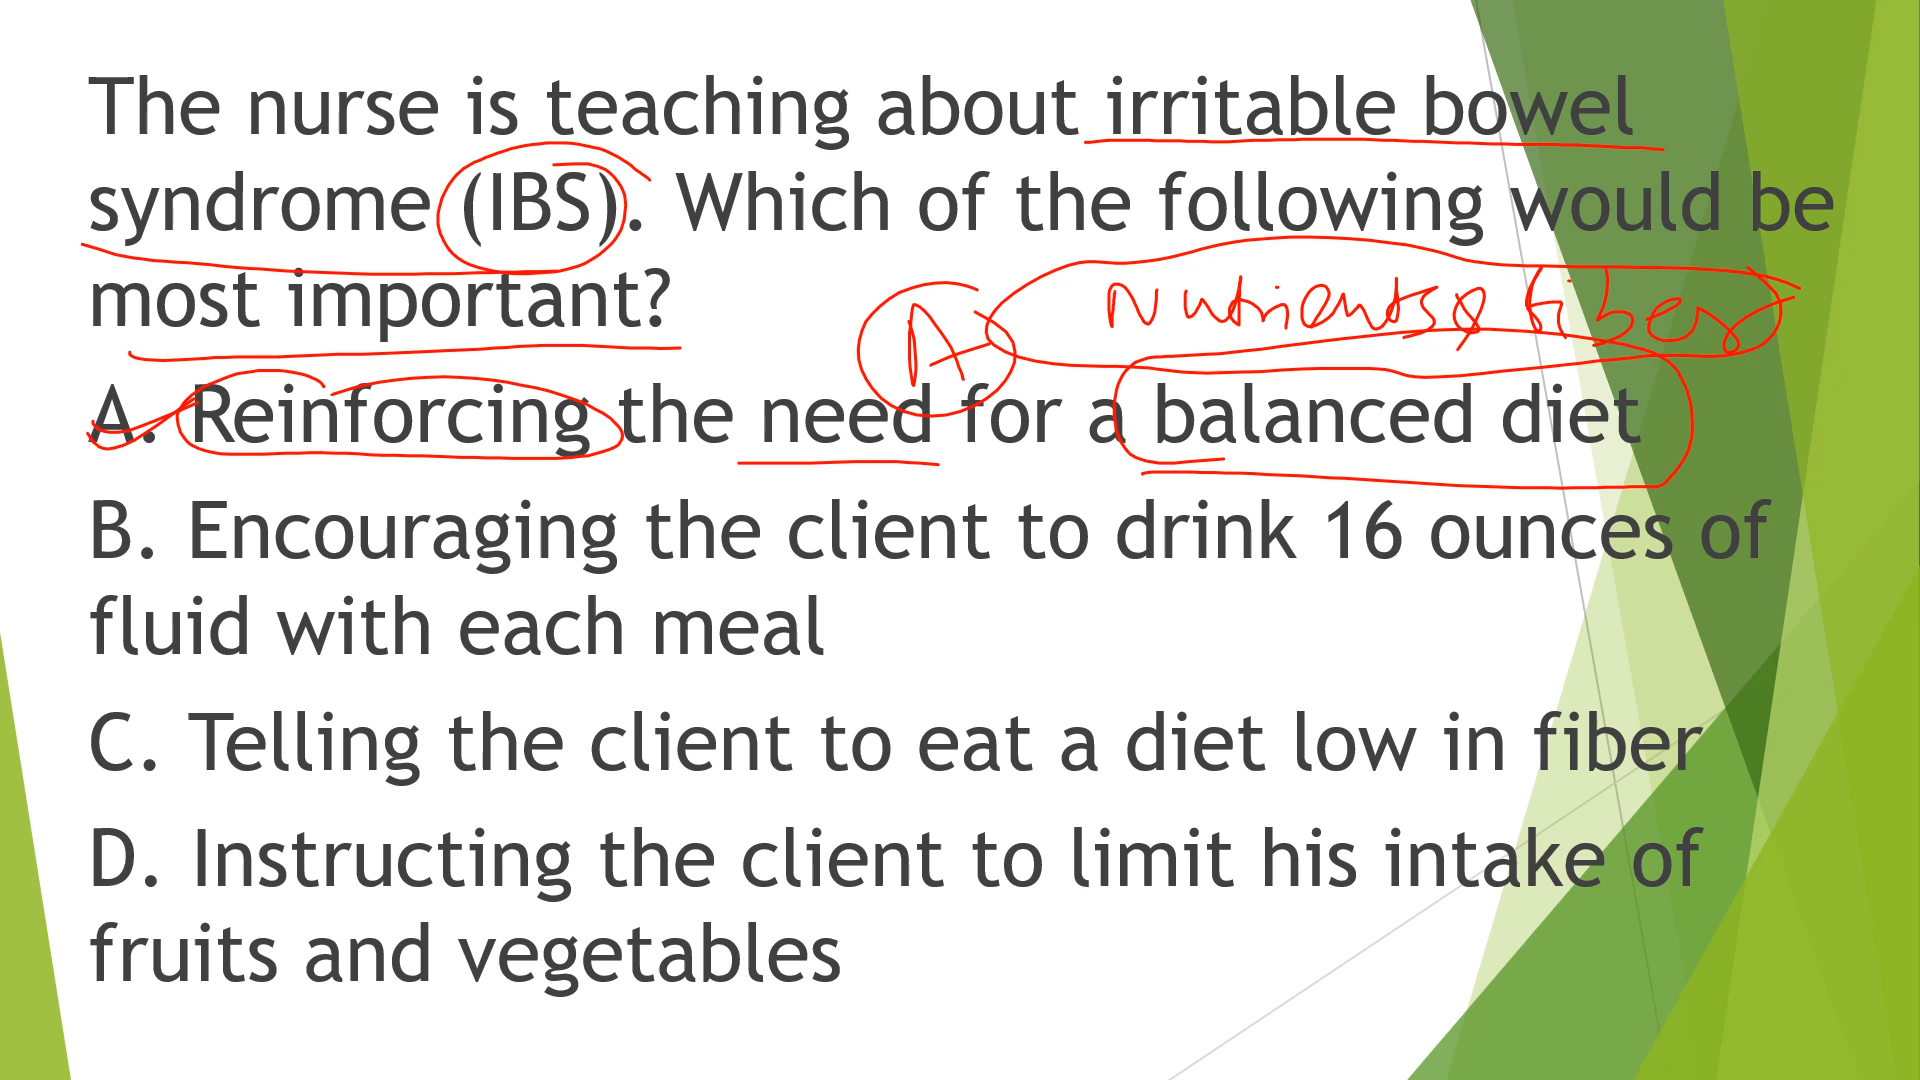 The nurse is teaching about irritable bowel
syndrome (IBS). Which of the following would be
most important?
A
Nutrients & fibers
A. Reinforcing the need for a balanced diet
B. Encouraging the client to drink 16 ounces of
fluid with each meal
C. Telling the client to eat a diet low in fiber
D. Instructing the client to limit his intake of
fruits and vegetables